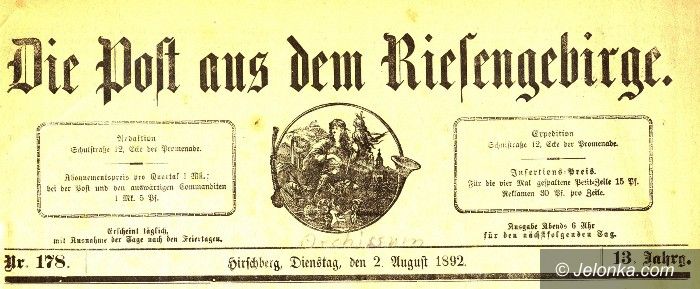 Die Post aus dem Riesengebirge.
Redaktion
Schulstraße 12, Ecke der Promenade.
Abonnementspreis pro Quartal 1 Mk.;
bei der Post und den auswärtigen Commanditen
1 Mk. 5 Pf.
Erscheint täglich,
mit Ausnahme der Tage nach den Feiertagen.
Expedition
Schulstraße 12, Ecke der Promenade.
Insertions-Preis.
Für die vier Mal gespaltene Petit-Zeile 15 Pf.
Reklamen 30 Pf. pro Zeile.
Ausgabe Abends 6 Uhr
für den nächstfolgenden Tag.
Nr. 178. Hirschberg, Dienstag, den 2. August 1892. 13. Jahrg.
© Jelonka.com